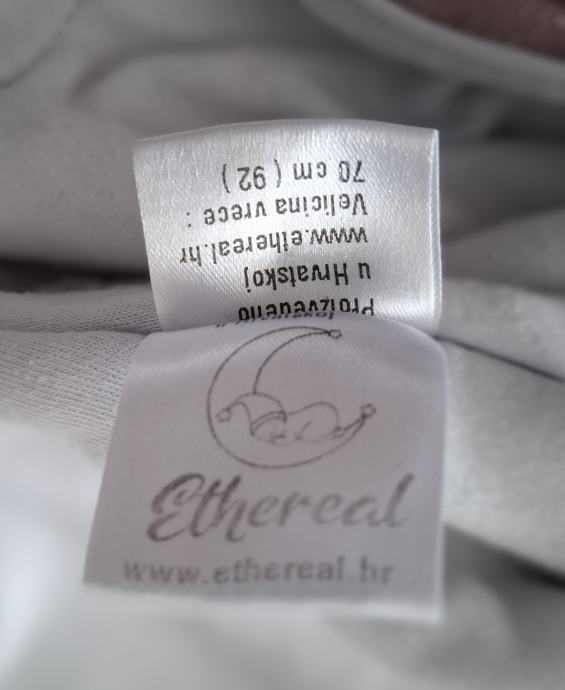 Proizvedeno
u Hrvatskoj
www.ethereal.hr
Velicina vrece :
70 cm ( 92 )
Ethereal
www.ethereal.hr